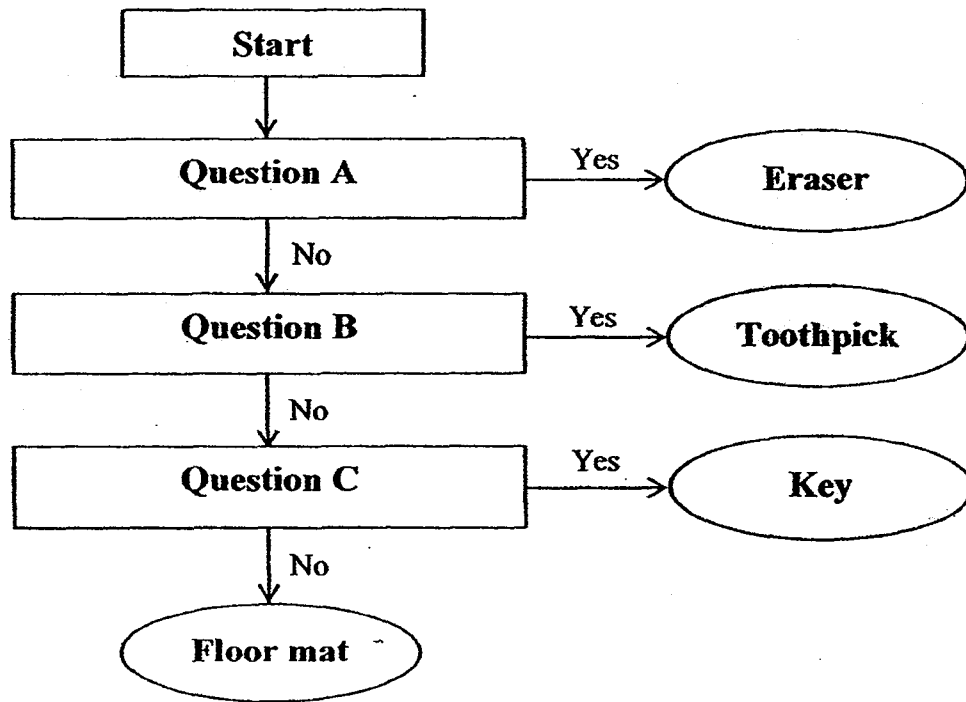 Start
Question A
Yes
Eraser
No
Question B
Yes
Toothpick
No
Question C
Yes
Key
No
Floor mat